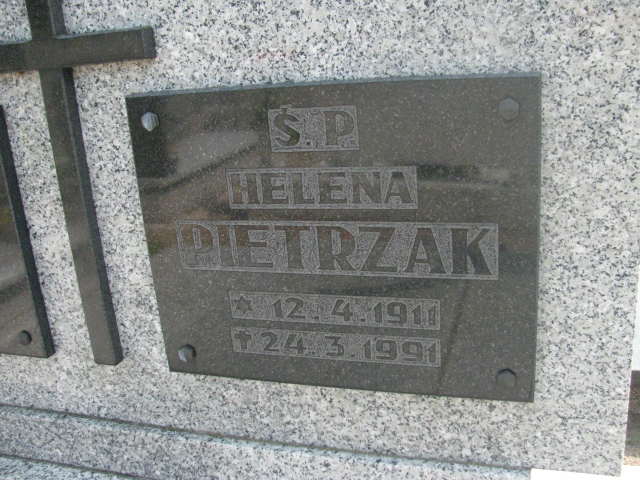 Ś.P.
HELENA
PIETRZAK
* 12.4.1911
✝ 24.3.1991